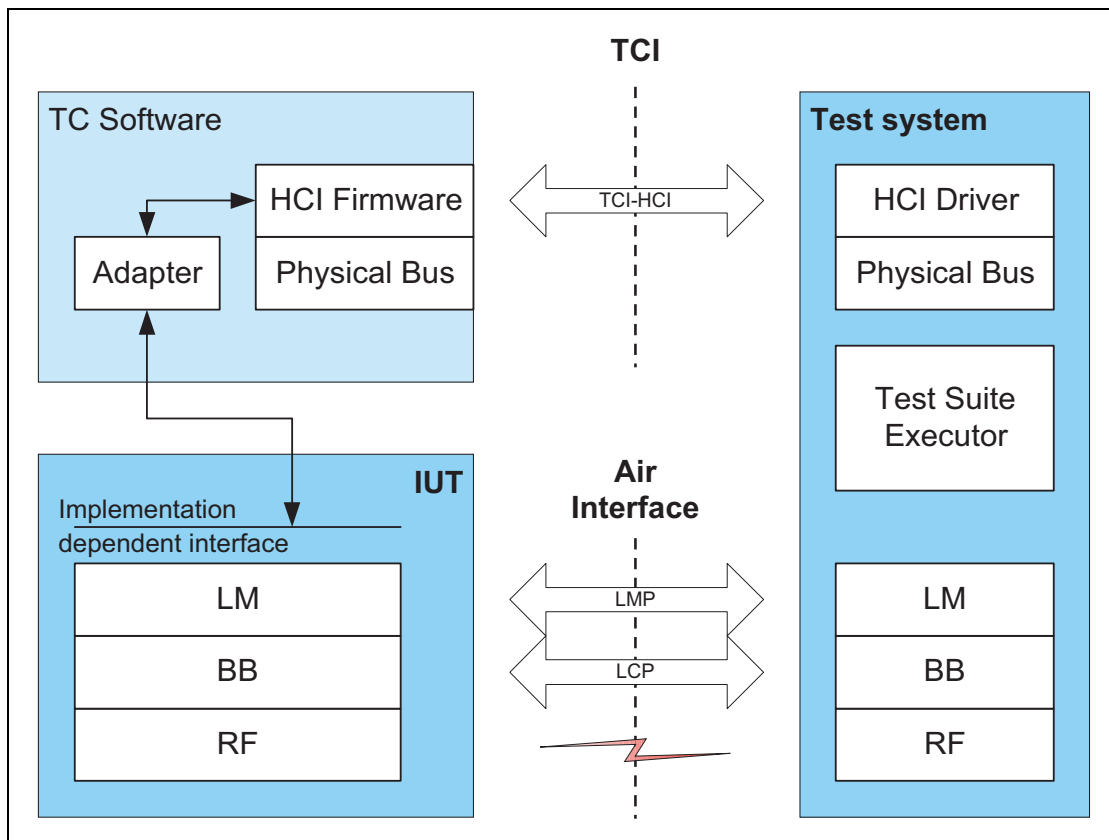 TCI
TC Software
HCI Firmware
Adapter
Physical Bus
TCI-HCI
Test system
HCI Driver
Physical Bus
Test Suite
Executor
IUT
Implementation
dependent interface
LM
BB
RF
Air
Interface
LMP
LCP
LM
BB
RF